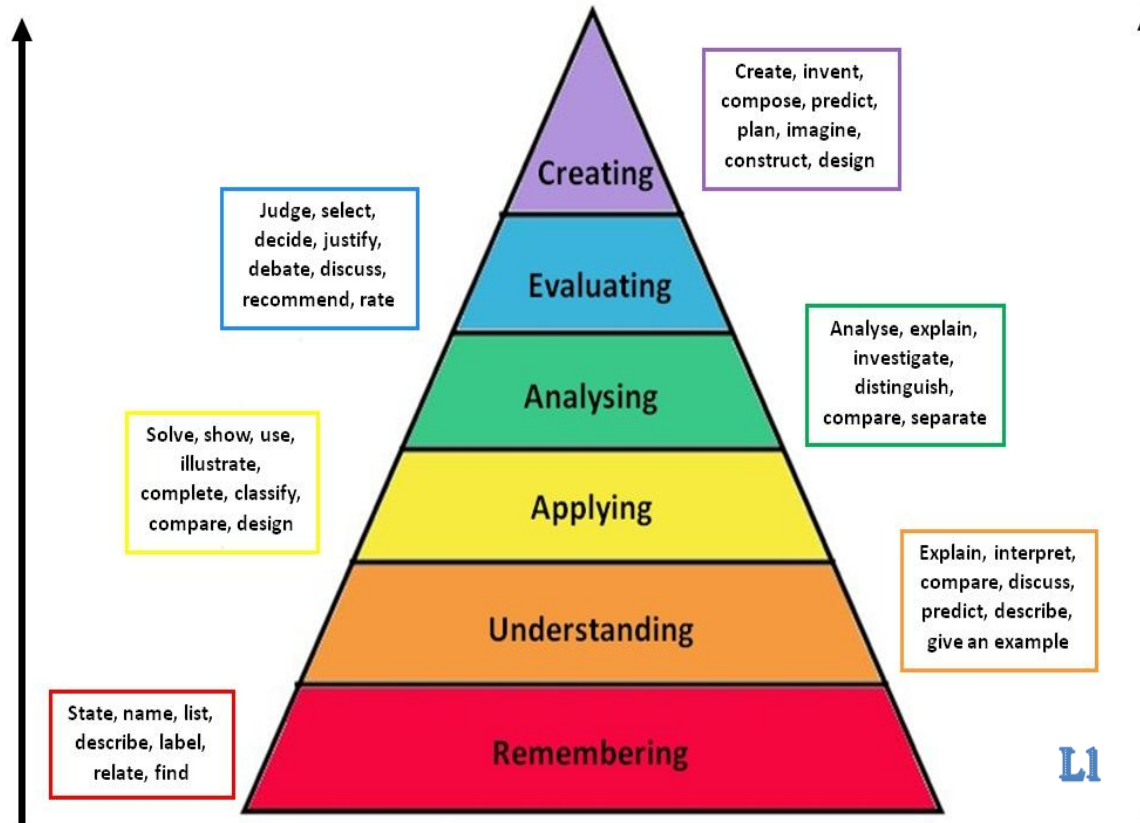 Create, invent,
compose, predict,
plan, imagine,
construct, design
Creating
Judge, select,
decide, justify,
debate, discuss,
recommend, rate
Evaluating
Analyse, explain,
investigate,
distinguish,
compare, separate
Analysing
Solve, show, use,
illustrate,
complete, classify,
compare, design
Applying
Explain, interpret,
compare, discuss,
predict, describe,
give an example
Understanding
State, name, list,
describe, label,
relate, find
Remembering
L1